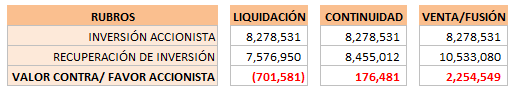 RUBROS LIQUIDACIÓN CONTINUIDAD VENTA/FUSIÓN
INVERSIÓN ACCIONISTA 8,278,531 8,278,531 8,278,531
RECUPERACIÓN DE INVERSIÓN 7,576,950 8,455,012 10,533,080
VALOR CONTRA/ FAVOR ACCIONISTA (701,581) 176,481 2,254,549